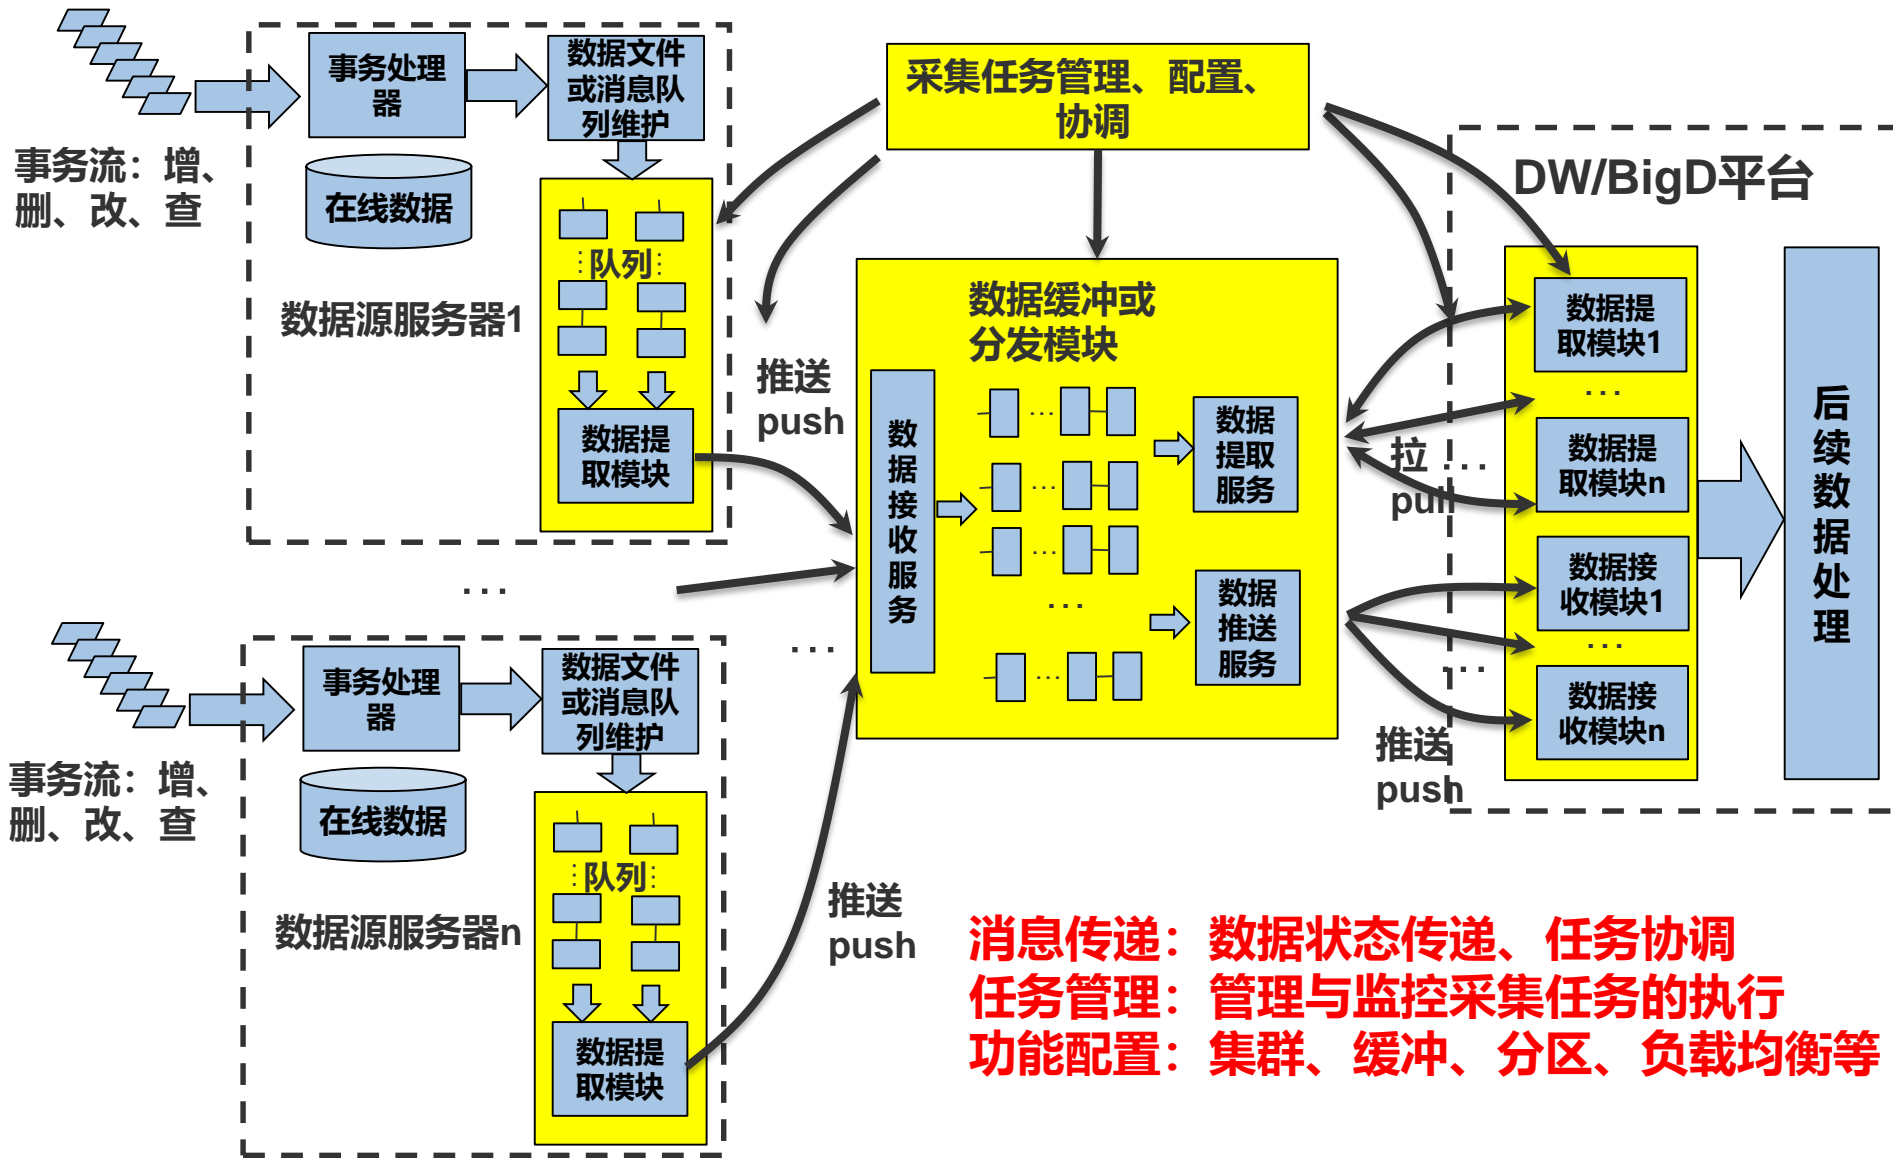 事务流：增、
删、改、查
事务处理
器
数据文件
或消息队
列维护
在线数据
队列
数据源服务器1
数据提
取模块
推送
push
采集任务管理、配置、
协调
数据缓冲或
分发模块
数
据
接
收
服
务
...
...
...
...
...
数据
提取
服务
数据
推送
服务
DW/BigD平台
数据提
取模块1
...
数据提
取模块n
数据接
收模块1
...
数据接
收模块n
拉 ...
pull
...
推送
push
后
续
数
据
处
理
...
...
事务流：增、
删、改、查
事务处理
器
数据文件
或消息队
列维护
在线数据
队列
数据源服务器n
数据提
取模块
推送
push
消息传递：数据状态传递、任务协调
任务管理：管理与监控采集任务的执行
功能配置：集群、缓冲、分区、负载均衡等